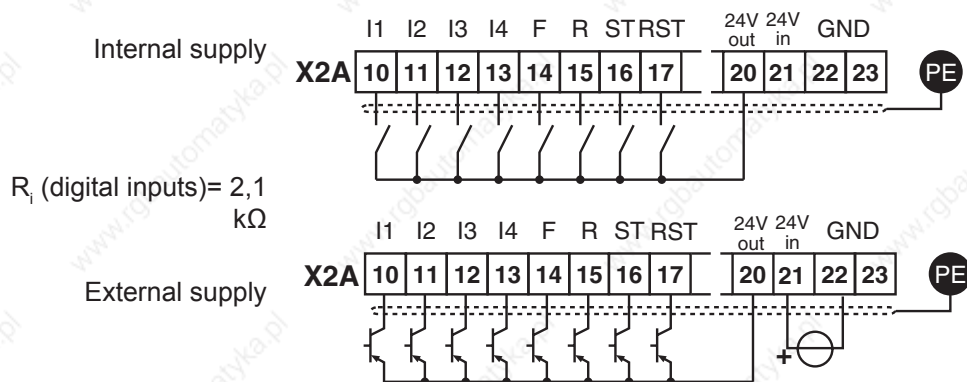 Internal supply
I1 I2 I3 I4 F R ST RST 24V out 24V in GND
X2A 10 11 12 13 14 15 16 17 20 21 22 23
PE
R_i (digital inputs)= 2,1
kΩ
I1 I2 I3 I4 F R ST RST 24V out 24V in GND
X2A 10 11 12 13 14 15 16 17 20 21 22 23
PE
External supply
+
www.rgbautomatyka.pl